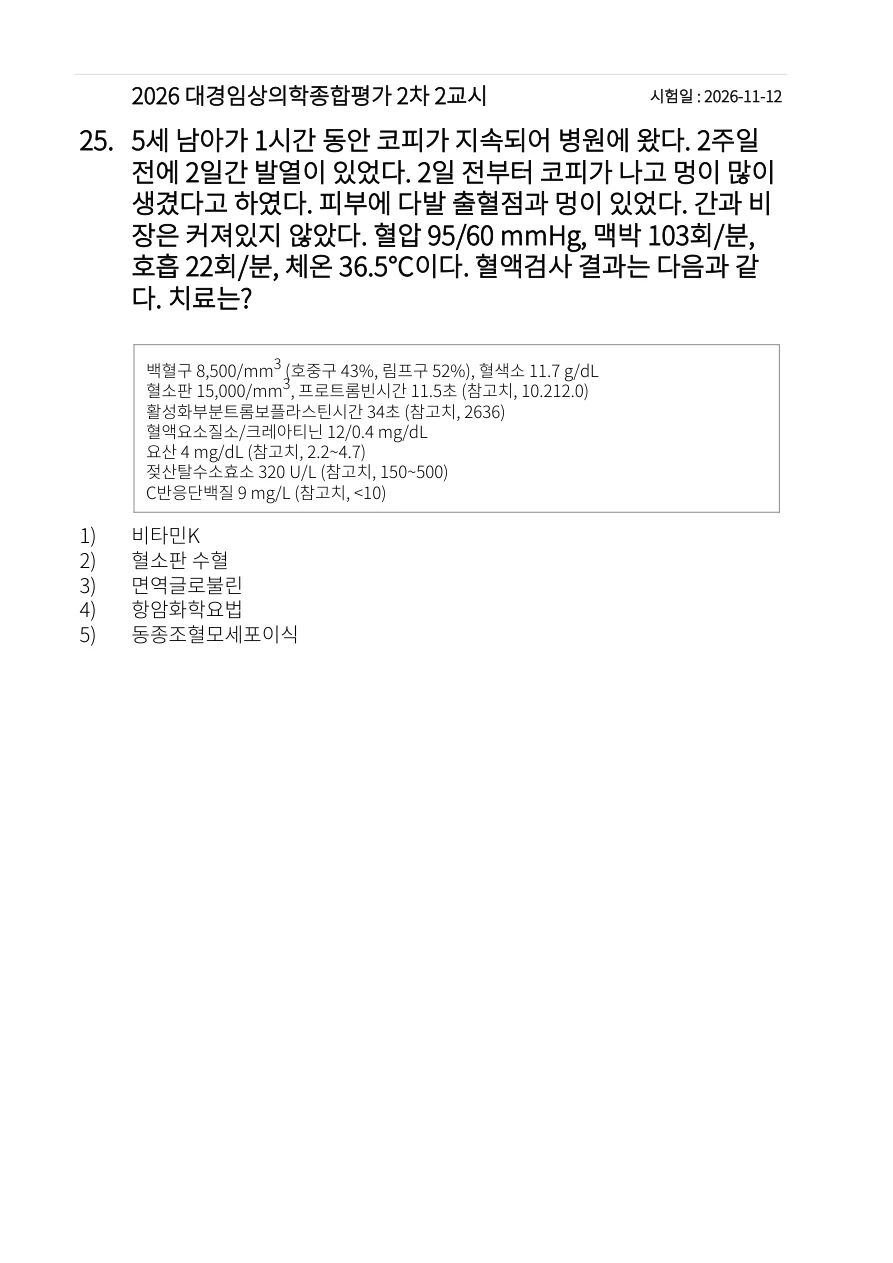 2026 대경임상의학종합평가 2차 2교시
시험일 : 2026-11-12
25. 5세 남아가 1시간 동안 코피가 지속되어 병원에 왔다. 2주일
전에 2일간 발열이 있었다. 2일 전부터 코피가 나고 멍이 많이
생겼다고 하였다. 피부에 다발 출혈점과 멍이 있었다. 간과 비
장은 커져있지 않았다. 혈압 95/60 mmHg, 맥박 103회/분,
호흡 22회/분, 체온 36.5℃이다. 혈액검사 결과는 다음과 같
다. 치료는?
백혈구 8,500/mm3 (호중구 43%, 림프구 52%), 혈색소 11.7 g/dL
혈소판 15,000/mm3, 프로트롬빈시간 11.5초 (참고치, 10.212.0)
활성화부분트롬보플라스틴시간 34초 (참고치, 2636)
혈액요소질소/크레아티닌 12/0.4 mg/dL
요산 4 mg/dL (참고치, 2.2~4.7)
젖산탈수소효소 320 U/L (참고치, 150~500)
C반응단백질 9 mg/L (참고치, <10)
1) 비타민K
2) 혈소판 수혈
3) 면역글로불린
4) 항암화학요법
5) 동종조혈모세포이식